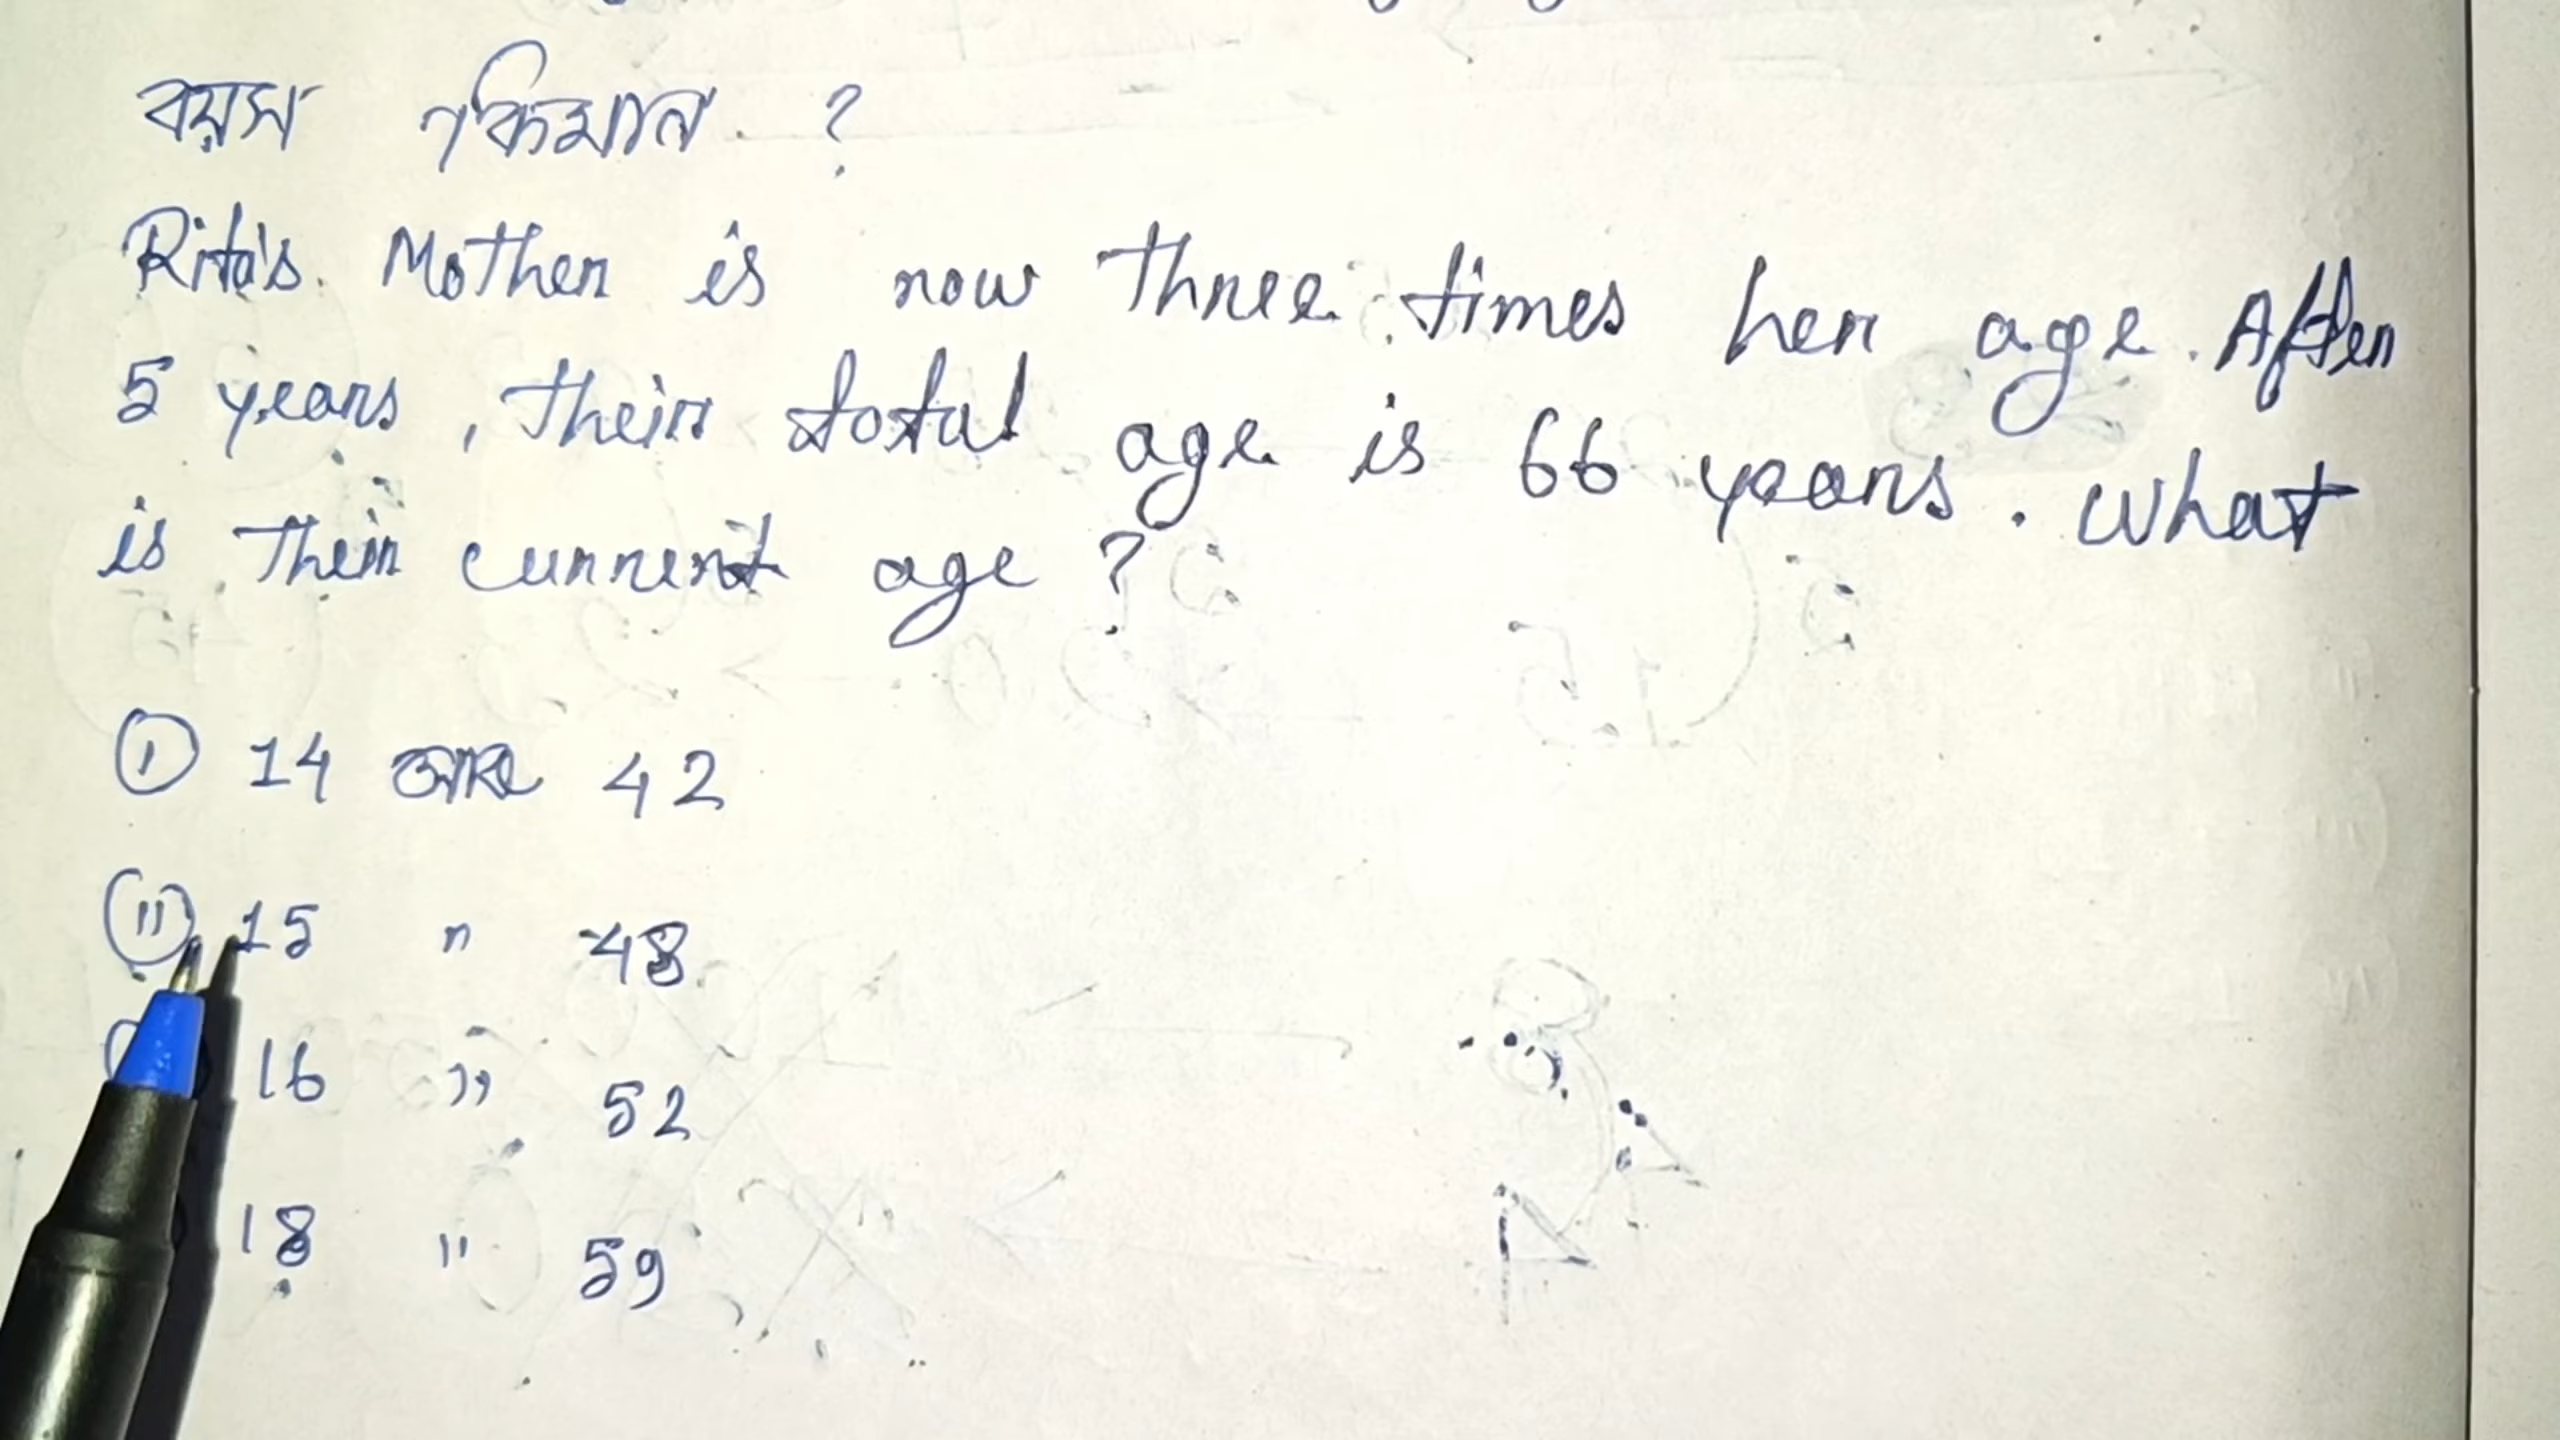 বয়স কিমান ?
Rita's Mother is now three times her age. After
5 years, their total age is 66 years. What
is their current age ?
(i) 14 আৰু 42
(ii) 15 " 48
16 " 52
18 " 59